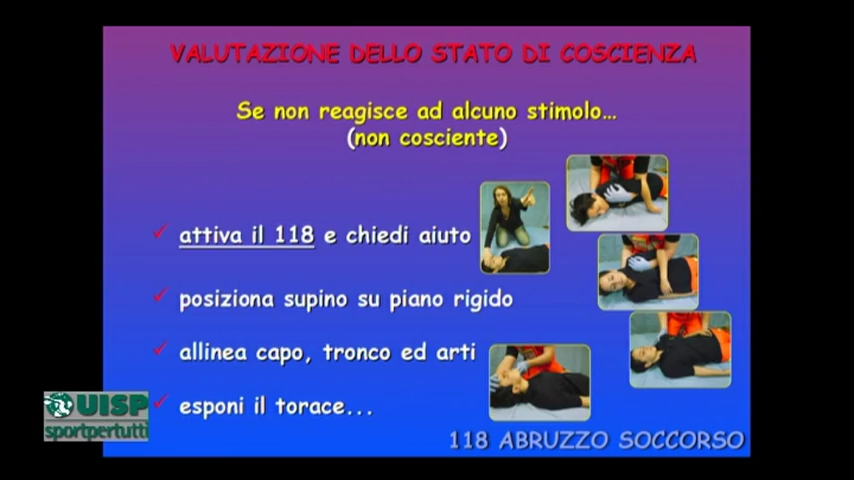 VALUTAZIONE DELLO STATO DI COSCIENZA
Se non reagisce ad alcuno stimolo...
(non cosciente)
attiva il 118 e chiedi aiuto
posiziona supino su piano rigido
allinea capo, tronco ed arti
esponi il torace...
UISP
sportpertutti
118 ABRUZZO SOCCORSO